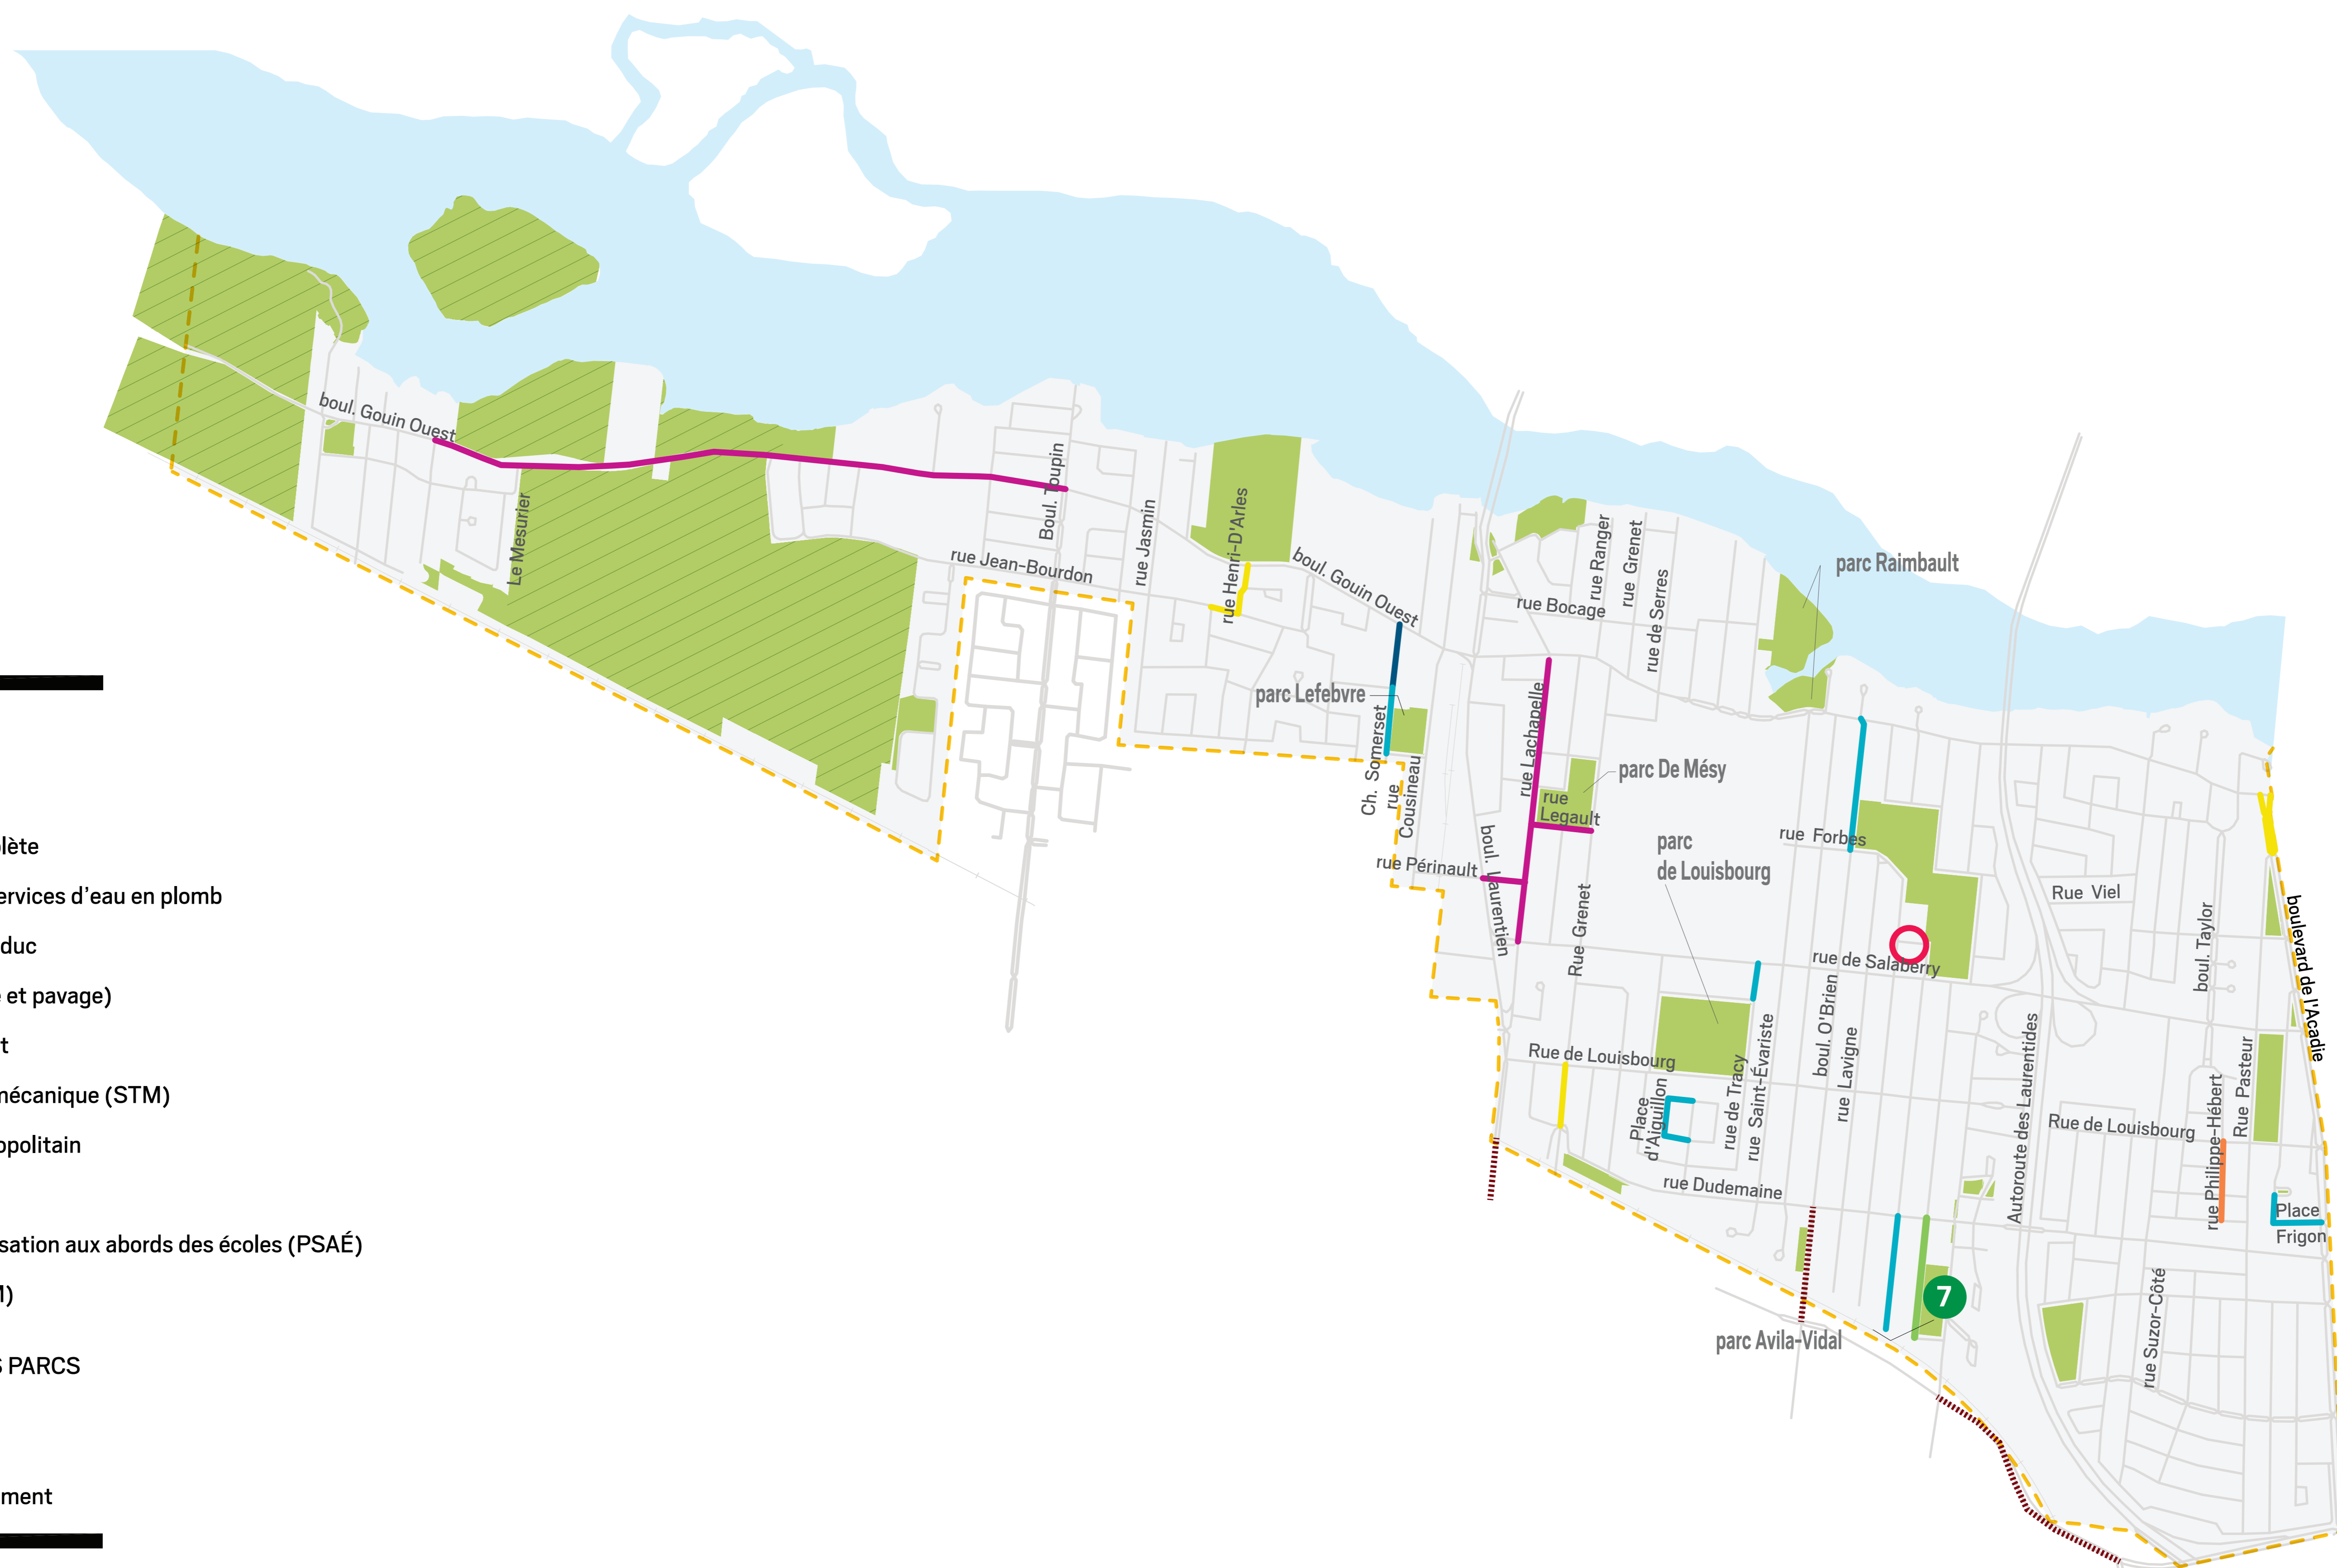 plète
ervices d'eau en plomb
duc
e et pavage)
t
mécanique (STM)
opolitain
isation aux abords des écoles (PSAÉ)
M)
S PARCS
ment
boul. Gouin Ouest
Le Mesurier
Boul. Toupin
rue Jean-Bourdon
rue Jasmin
rue Henri-D'Arles
boul. Gouin Ouest
parc Lefebvre
Ch. Somerset
rue
Cousineau
rue Bocage
rue Ranger
rue Grenet
rue de Serres
parc Raimbault
rue Lachapelle
parc De Mésy
rue
Legault
rue Périnault
boul. Laurentien
Rue Grenet
parc
de Louisbourg
rue Forbes
rue de Salaberry
Rue Viel
boul. Taylor
boulevard de l'Acadie
Rue de Louisbourg
Place
d'Aiguillon
rue de Tracy
rue Saint-Évariste
boul. O'Brien
rue Lavigne
Autoroute des Laurentides
Rue de Louisbourg
rue Philippe-Hébert
Rue Pasteur
Place
Frigon
rue Dudemaine
7
parc Avila-Vidal
rue Suzor-Côté